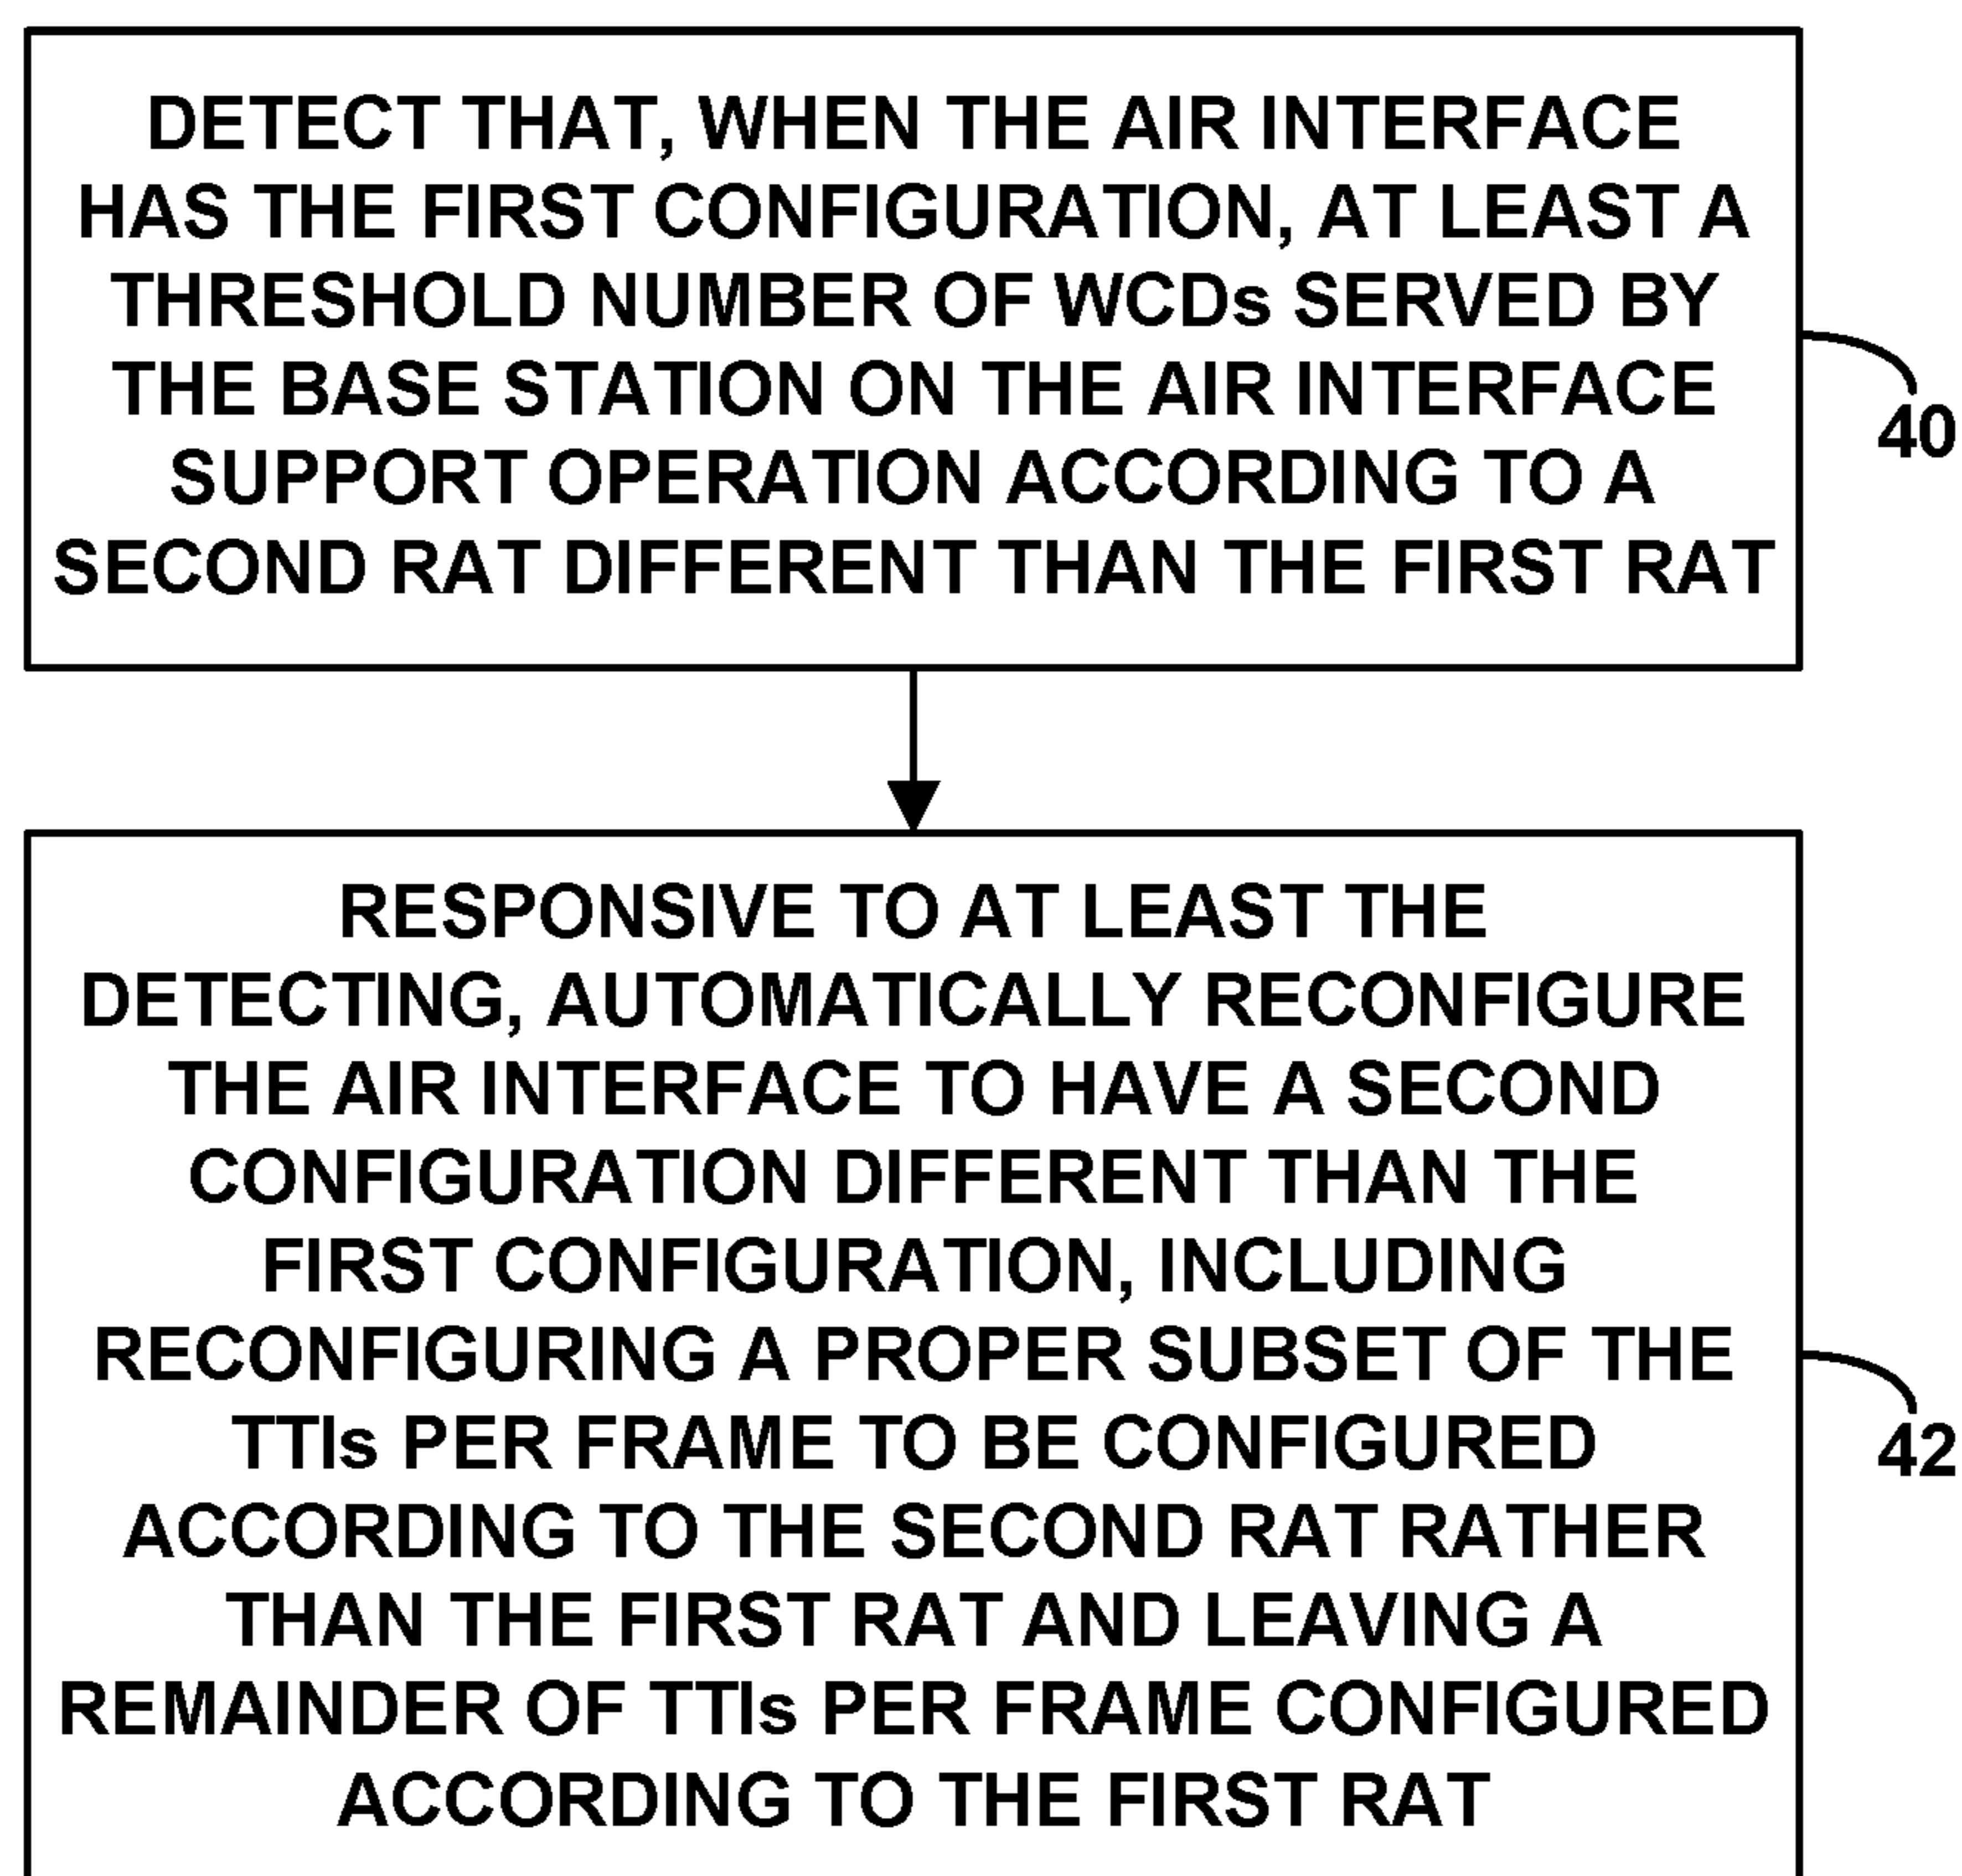 DETECT THAT, WHEN THE AIR INTERFACE
HAS THE FIRST CONFIGURATION, AT LEAST A
THRESHOLD NUMBER OF WCDs SERVED BY
THE BASE STATION ON THE AIR INTERFACE
SUPPORT OPERATION ACCORDING TO A
SECOND RAT DIFFERENT THAN THE FIRST RAT
40
RESPONSIVE TO AT LEAST THE
DETECTING, AUTOMATICALLY RECONFIGURE
THE AIR INTERFACE TO HAVE A SECOND
CONFIGURATION DIFFERENT THAN THE
FIRST CONFIGURATION, INCLUDING
RECONFIGURING A PROPER SUBSET OF THE
TTIs PER FRAME TO BE CONFIGURED
ACCORDING TO THE SECOND RAT RATHER
THAN THE FIRST RAT AND LEAVING A
REMAINDER OF TTIs PER FRAME CONFIGURED
ACCORDING TO THE FIRST RAT
42